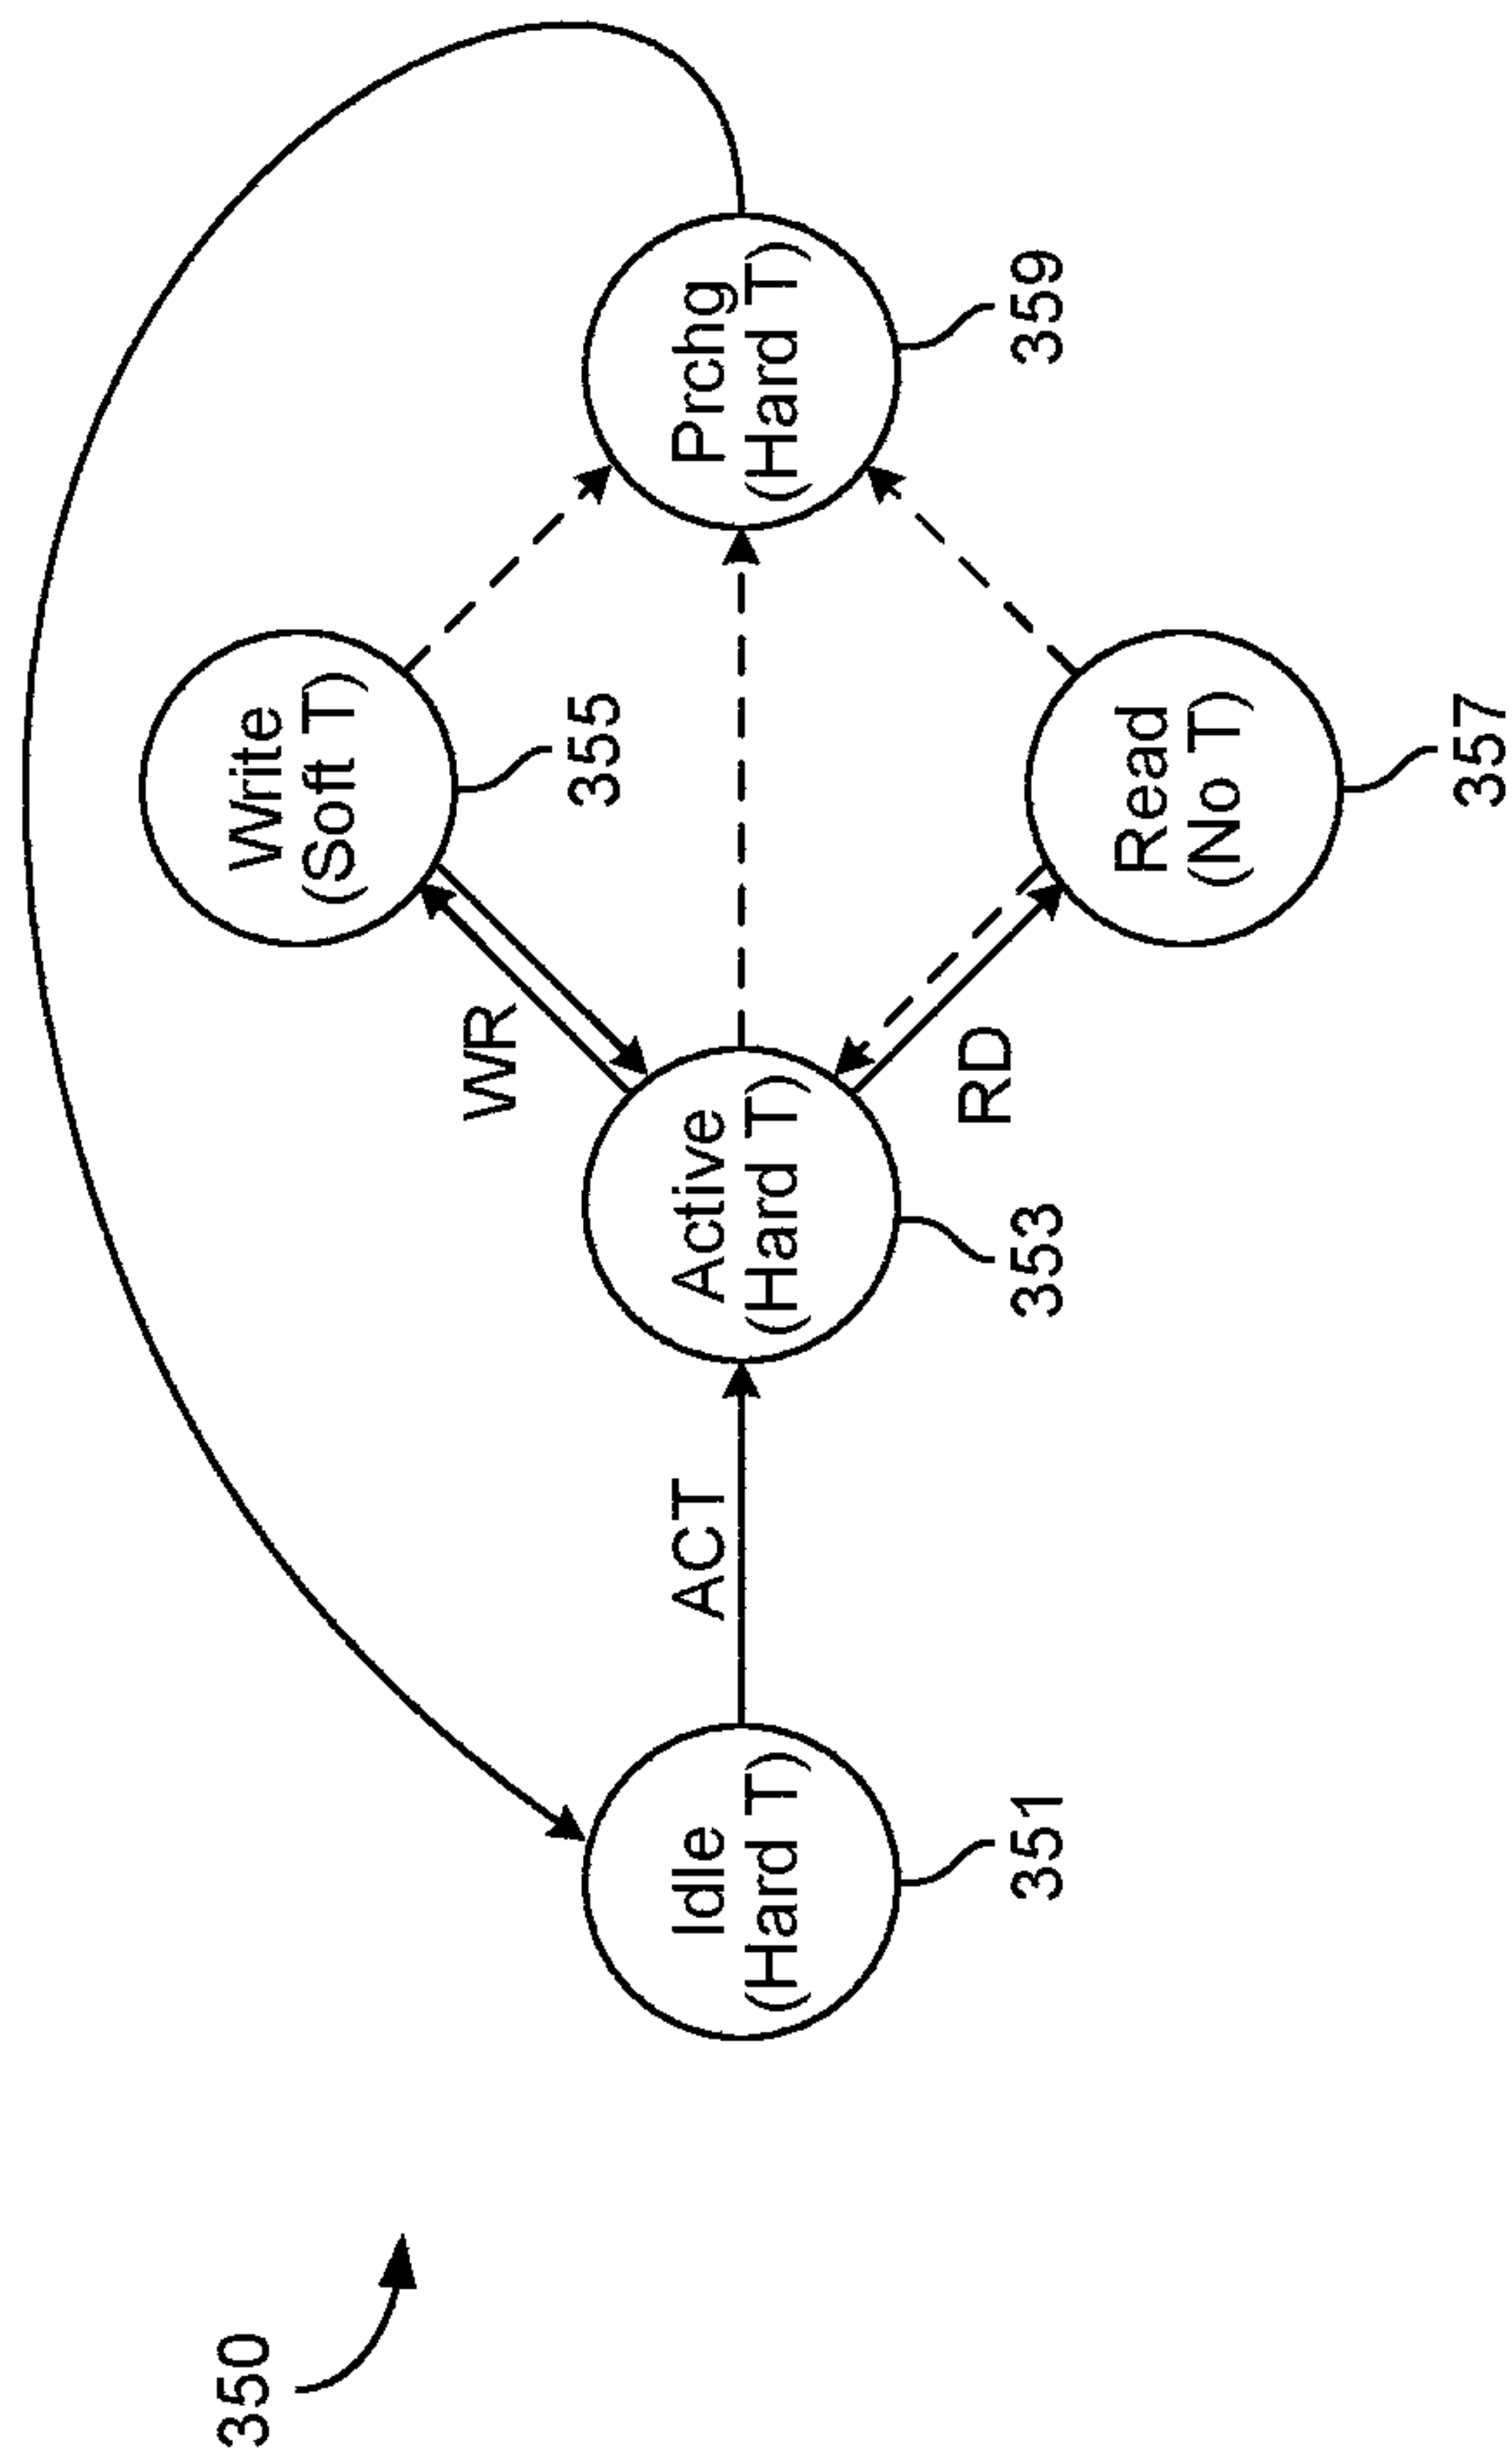 350
Write
(Soft T)
355
WR
Idle
(Hard T)
351
ACT
Active
(Hard T)
353
Prchg
(Hard T)
359
RD
Read
(No T)
357